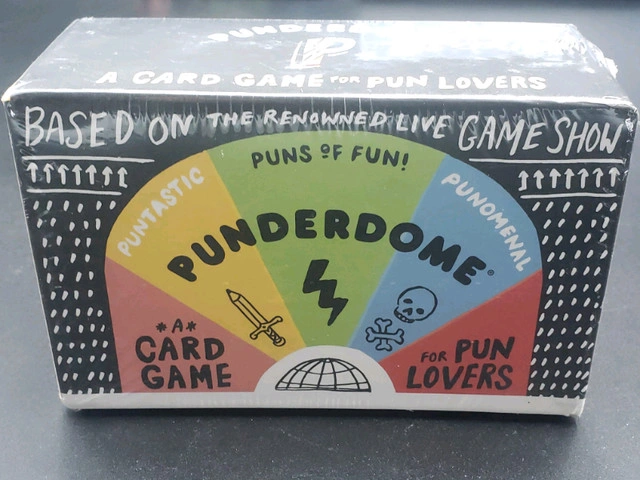 PUNDERDOME
A CARD GAME FOR PUN LOVERS
BASED ON THE RENOWNED LIVE GAME SHOW
PUNS OF FUN!
PUNTASTIC
PUNOMENAL
PUNDERDOME®
*A*
CARD
GAME
FOR PUN
LOVERS